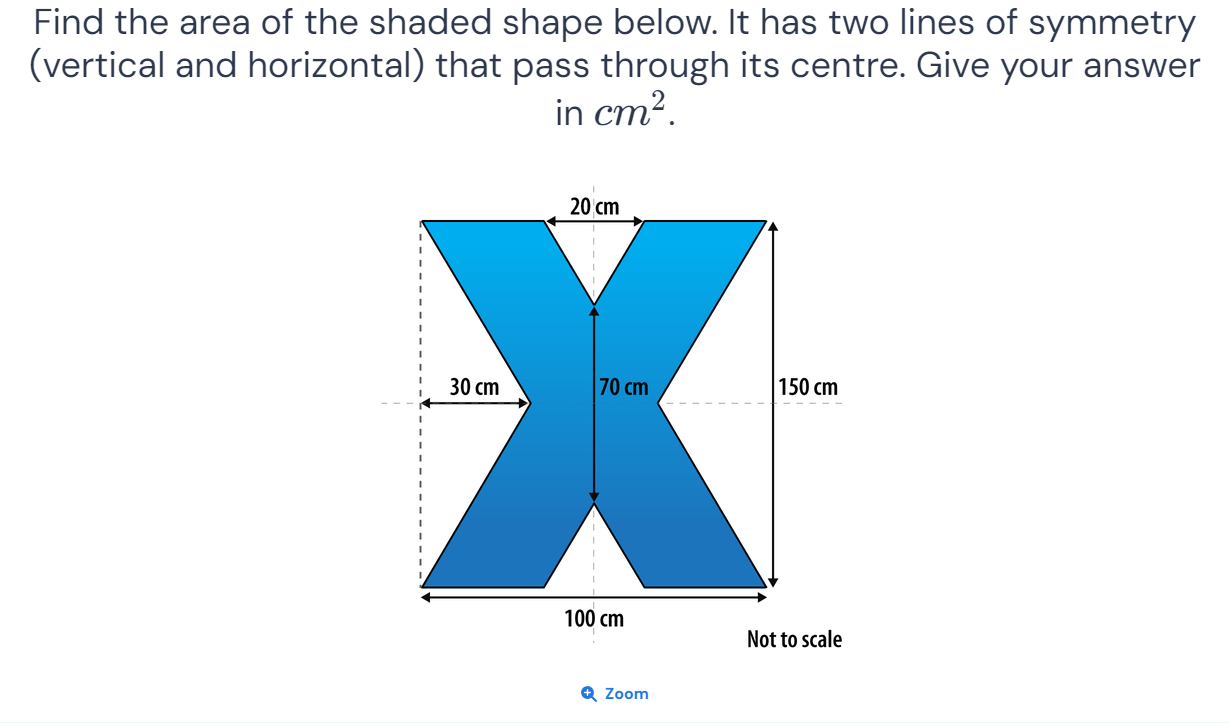 Find the area of the shaded shape below. It has two lines of symmetry
(vertical and horizontal) that pass through its centre. Give your answer
in cm².
20 cm
30 cm
70 cm
150 cm
100 cm
Not to scale
Zoom